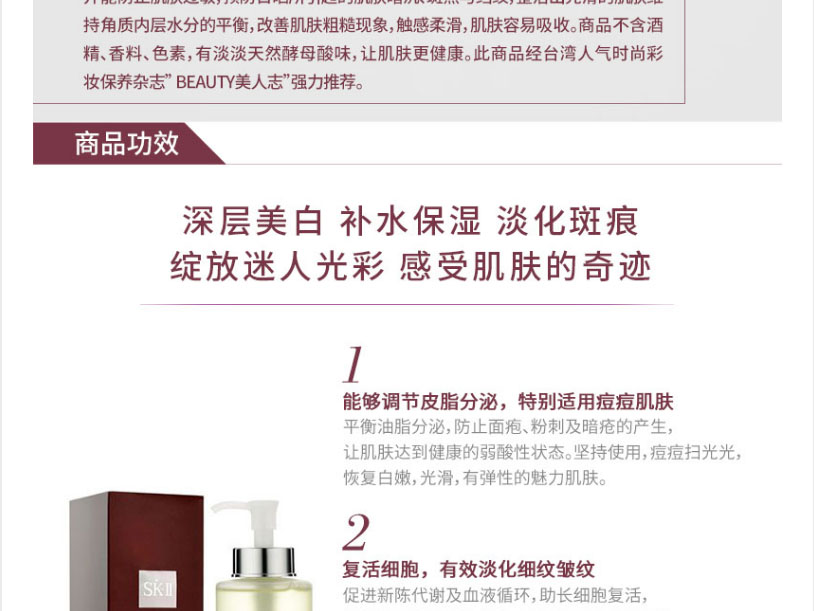 持角质内层水分的平衡,改善肌肤粗糙现象,触感柔滑,肌肤容易吸收。商品不含酒
精、香料、色素,有淡淡天然酵母酸味,让肌肤更健康。此商品经台湾人气时尚彩
妆保养杂志” BEAUTY美人志”强力推荐。
商品功效
深层美白 补水保湿 淡化斑痕
绽放迷人光彩 感受肌肤的奇迹
1
能够调节皮脂分泌，特别适用痘痘肌肤
平衡油脂分泌,防止面疱、粉刺及暗疮的产生,
让肌肤达到健康的弱酸性状态。坚持使用,痘痘扫光光,
恢复白嫩,光滑,有弹性的魅力肌肤。
2
复活细胞，有效淡化细纹皱纹
促进新陈代谢及血液循环,助长细胞复活,
SK-II